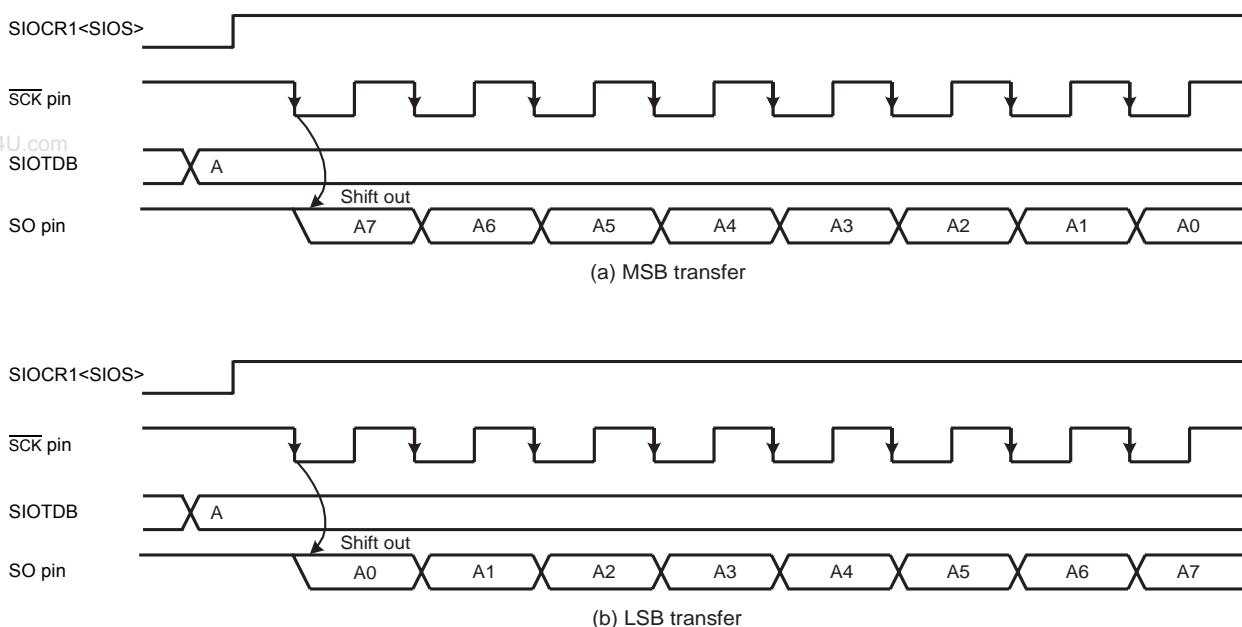 SIOCR1<SIOS>
SCK pin
4U.com
SIOTDB A
Shift out
SO pin A7 A6 A5 A4 A3 A2 A1 A0
(a) MSB transfer
SIOCR1<SIOS>
SCK pin
SIOTDB A
Shift out
SO pin A0 A1 A2 A3 A4 A5 A6 A7
(b) LSB transfer